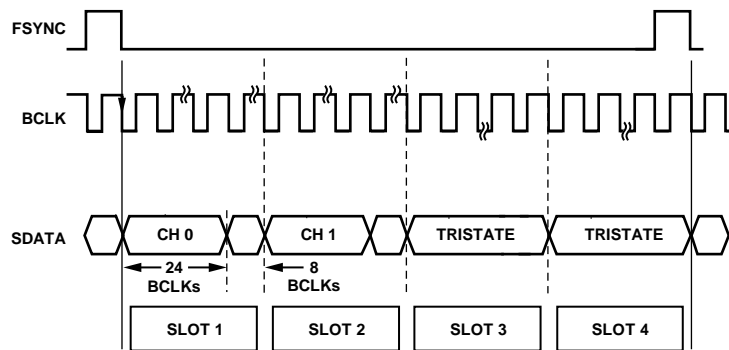 FSYNC
BCLK
SDATA
CH 0
CH 1
TRISTATE
TRISTATE
24
BCLKs
8
BCLKs
SLOT 1
SLOT 2
SLOT 3
SLOT 4